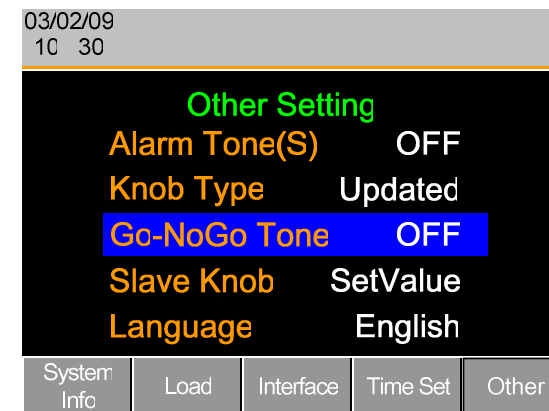 03/02/09
10 30
Other Setting
Alarm Tone(S) OFF
Knob Type Updated
Go-NoGo Tone OFF
Slave Knob SetValue
Language English
System Info Load Interface Time Set Other